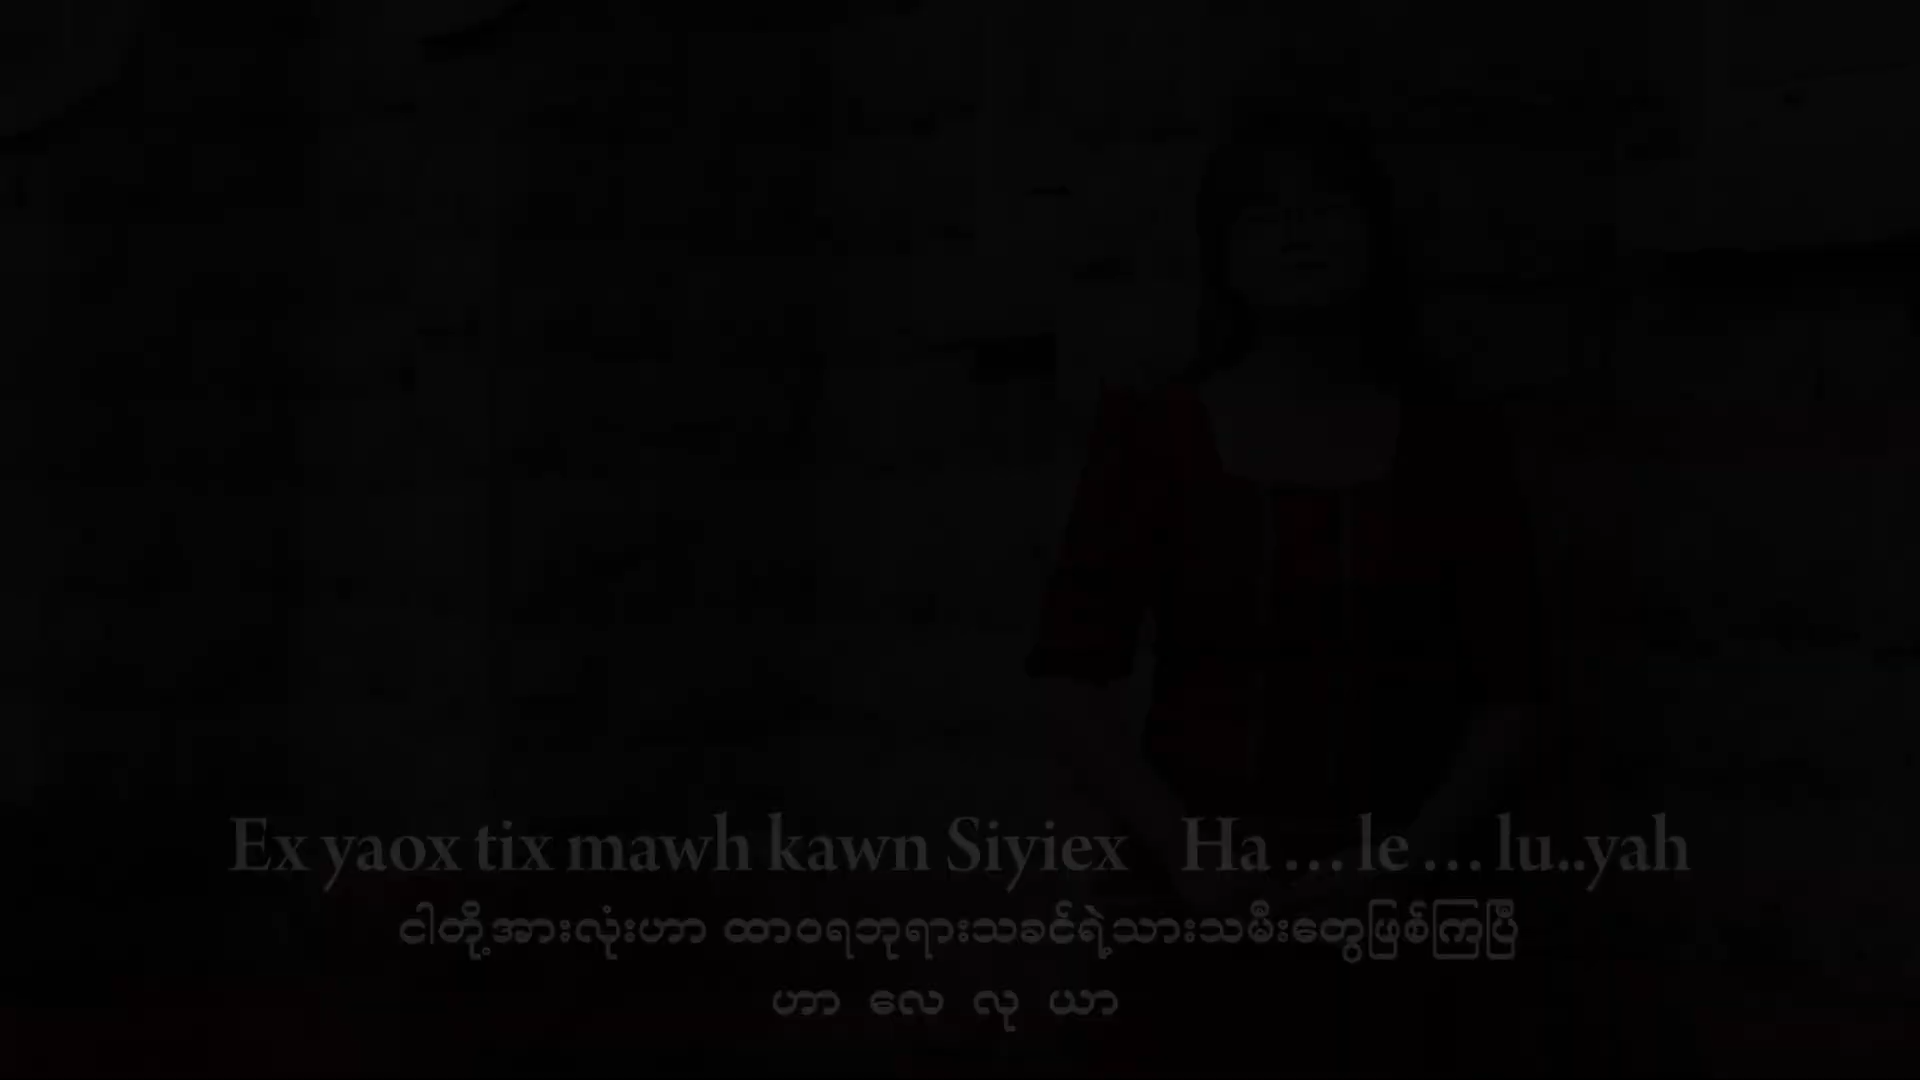 Ex yaox tix mawh kawn Siyiex Ha...le...lu..yah
ငါတို့အားလုံးဟာ ထာဝရဘုရားသခင်ရဲ့သားသမီးတွေဖြစ်ကြပြီ
ဟာ လေ လု ယာ